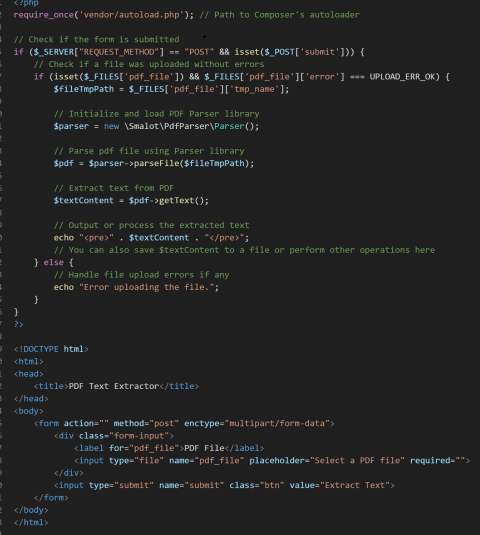 <?php
require_once('vendor/autoload.php'); // Path to Composer's autoloader
// Check if the form is submitted
if ($_SERVER["REQUEST_METHOD"] == "POST" && isset($_POST['submit'])) {
    // Check if a file was uploaded without errors
    if (isset($_FILES['pdf_file']) && $_FILES['pdf_file']['error'] === UPLOAD_ERR_OK) {
        $fileTmpPath = $_FILES['pdf_file']['tmp_name'];
        // Initialize and load PDF Parser library
        $parser = new \Smalot\PdfParser\Parser();
        // Parse pdf file using Parser library
        $pdf = $parser->parseFile($fileTmpPath);
        // Extract text from PDF
        $textContent = $pdf->getText();
        // Output or process the extracted text
        echo "<pre>" . $textContent . "</pre>";
        // You can also save $textContent to a file or perform other operations here
    } else {
        // Handle file upload errors if any
        echo "Error uploading the file.";
    }
}
?>
<!DOCTYPE html>
<html>
<head>
    <title>PDF Text Extractor</title>
</head>
<body>
    <form action="" method="post" enctype="multipart/form-data">
        <div class="form-input">
            <label for="pdf_file">PDF File</label>
            <input type="file" name="pdf_file" placeholder="Select a PDF file" required="">
        </div>
        <input type="submit" name="submit" class="btn" value="Extract Text">
    </form>
</body>
</html>